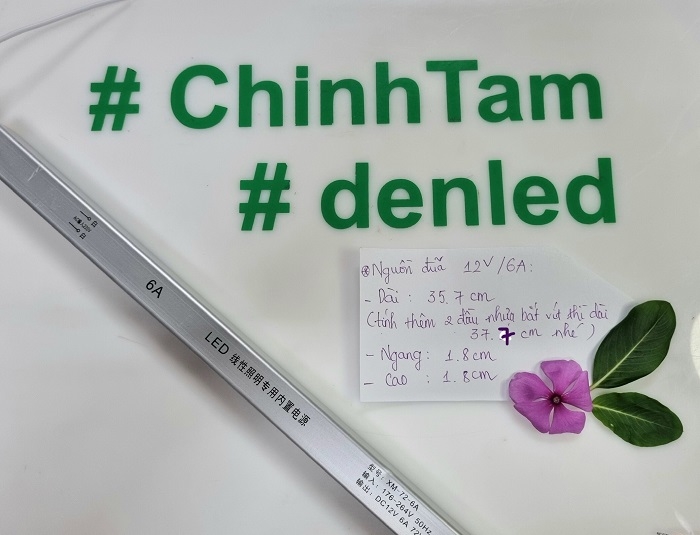 # ChinhTam
# denled
Nguồn đũa 12V/6A:
- Dài : 35.7 cm
(tính thêm 2 đầu nhựa bắt vít thì dài
37.7 cm nhé)
- Ngang : 1.8 cm
- Cao : 1.8 cm
6A
LED 线性照明专用内置电源
型号: XM-72-6A
输入: 176-264V 50Hz
输出: DC12V 6A 72